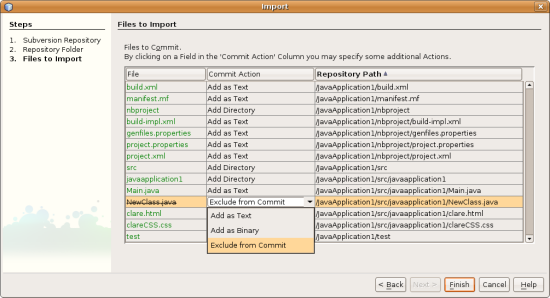 Import
Steps
1. Subversion Repository
2. Repository Folder
3. Files to Import
Files to Import
Files to Commit.
By clicking on a Field in the 'Commit Action' Column you may specify some additional Actions.
File Commit Action Repository Path
build.xml Add as Text /JavaApplication1/build.xml
manifest.mf Add as Text /JavaApplication1/manifest.mf
nbproject Add Directory /JavaApplication1/nbproject
build-impl.xml Add as Text /JavaApplication1/nbproject/build-impl.xml
genfiles.properties Add as Text /JavaApplication1/nbproject/genfiles.properties
project.properties Add as Text /JavaApplication1/nbproject/project.properties
project.xml Add as Text /JavaApplication1/nbproject/project.xml
src Add Directory /JavaApplication1/src
javaapplication1 Add Directory /JavaApplication1/src/javaapplication1
Main.java Add as Text /JavaApplication1/src/javaapplication1/Main.java
NewClass.java Exclude from Commit /JavaApplication1/src/javaapplication1/NewClass.java
clare.html /JavaApplication1/src/javaapplication1/clare.html
clareCSS.css /JavaApplication1/src/javaapplication1/clareCSS.css
test /JavaApplication1/test
Add as Text
Add as Binary
Exclude from Commit
< Back Next > Finish Cancel Help